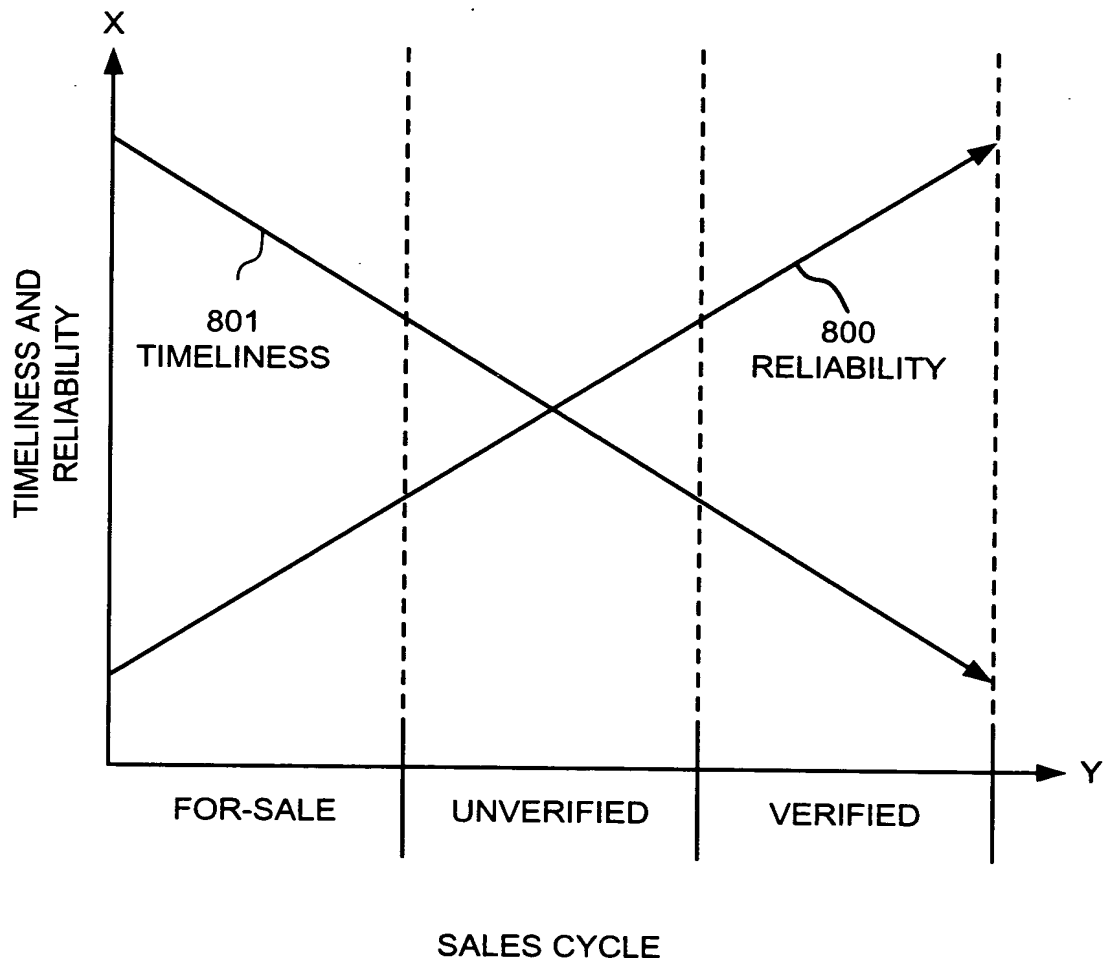 X
801
TIMELINESS
800
RELIABILITY
TIMELINESS AND
RELIABILITY
Y
FOR-SALE
UNVERIFIED
VERIFIED
SALES CYCLE